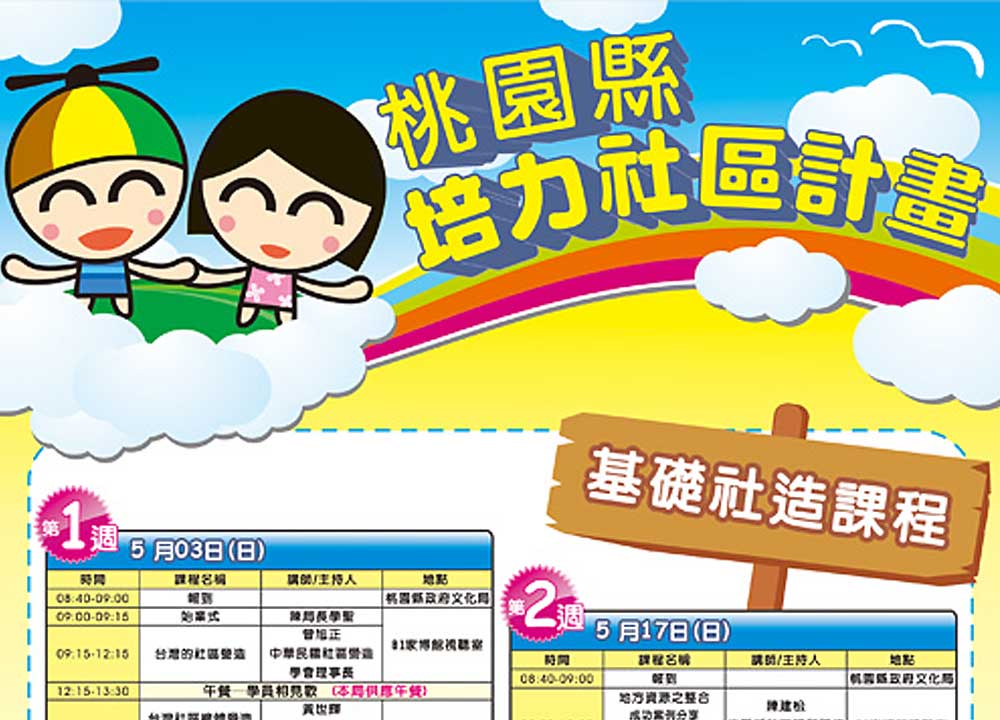 桃園縣
培力社區計畫
基礎社造課程
第1週
5 月03日(日)
時間 課程名稱 講師/主持人 地點
08:40-09:00 報到 桃園縣政府文化局
09:00-09:15 始業式 陳局長學聖
09:15-12:15 台灣的社區營造 曾旭正
中華民國社區營造
學會理事長
B1家博館視聽室
12:15-13:30 午餐—學員相見歡 (本局供應午餐)
黃世輝
第2週
5 月17日(日)
時間 課程名稱 講師/主持人 地點
08:40-09:00 報到 桃園縣政府文化局
地方資源之整合
成功案例分享
陳建松